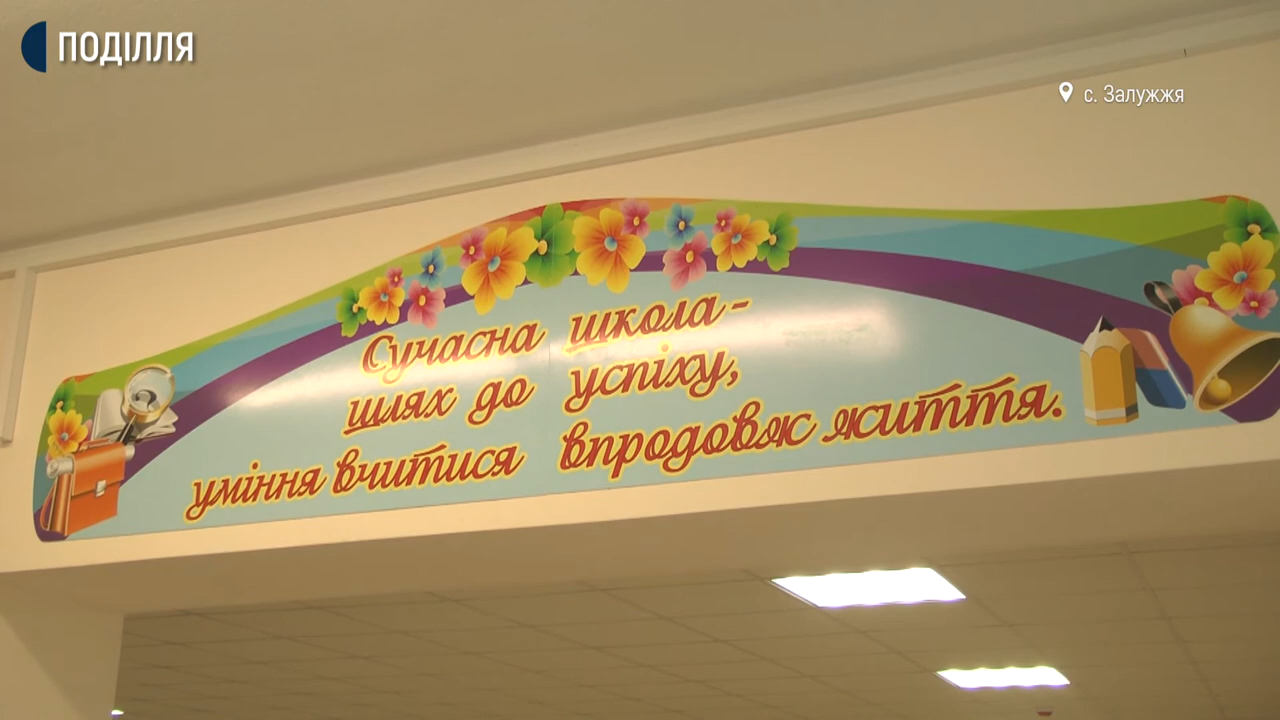 ПОДІЛЛЯ
с. Залужжя
Сучасна школа-
шлях до успіху,
уміння вчитися впродовж життя.